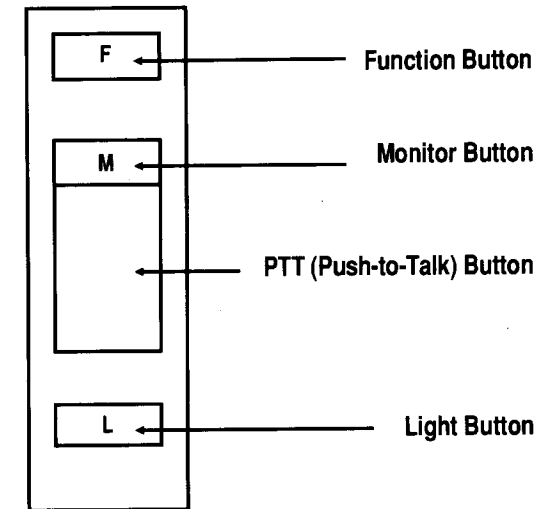 F
Function Button
M
Monitor Button
PTT (Push-to-Talk) Button
L
Light Button